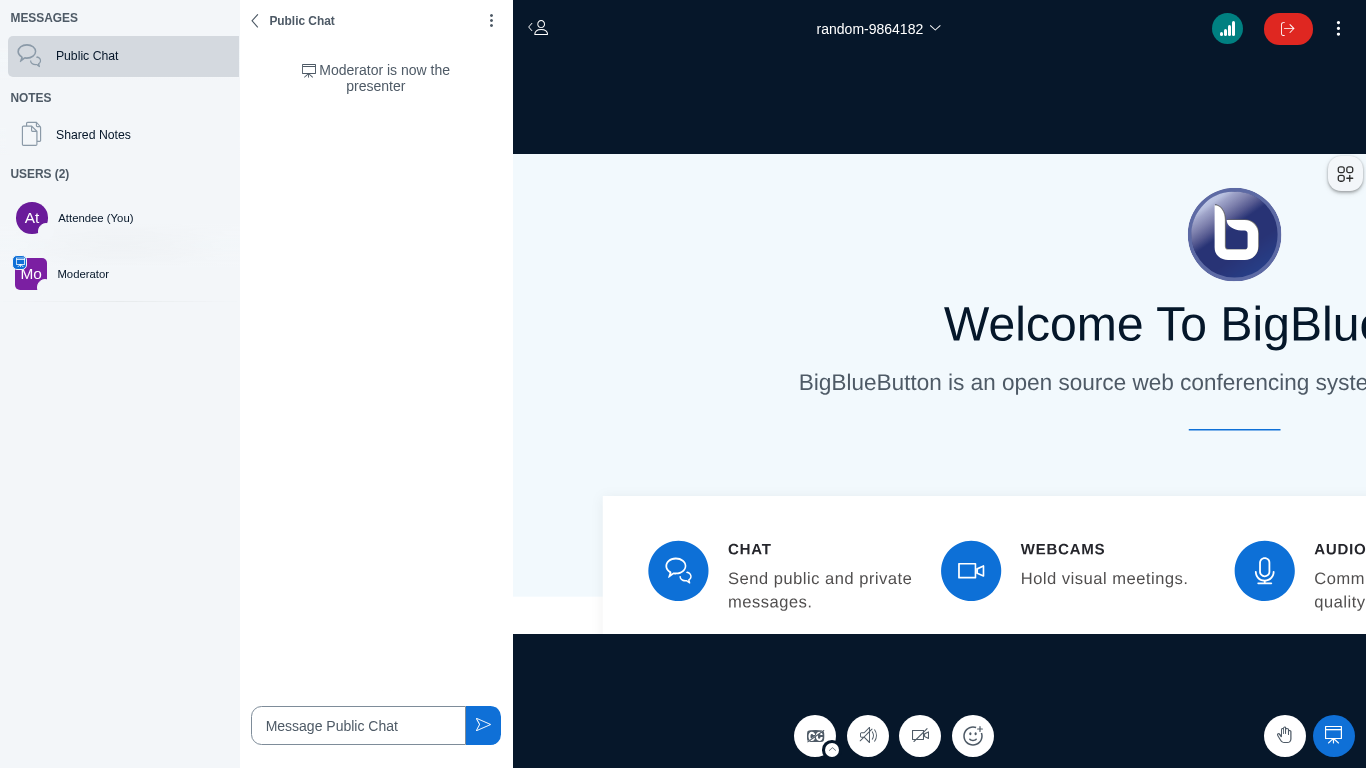 MESSAGES
Public Chat
NOTES
Shared Notes
USERS (2)
At
Attendee (You)
Mo
Moderator
Public Chat
Moderator is now the
presenter
Message Public Chat
random-9864182
Welcome To BigBlue
BigBlueButton is an open source web conferencing syste
CHAT
Send public and private
messages.
WEBCAMS
Hold visual meetings.
AUDIO
Comm
quality
CC